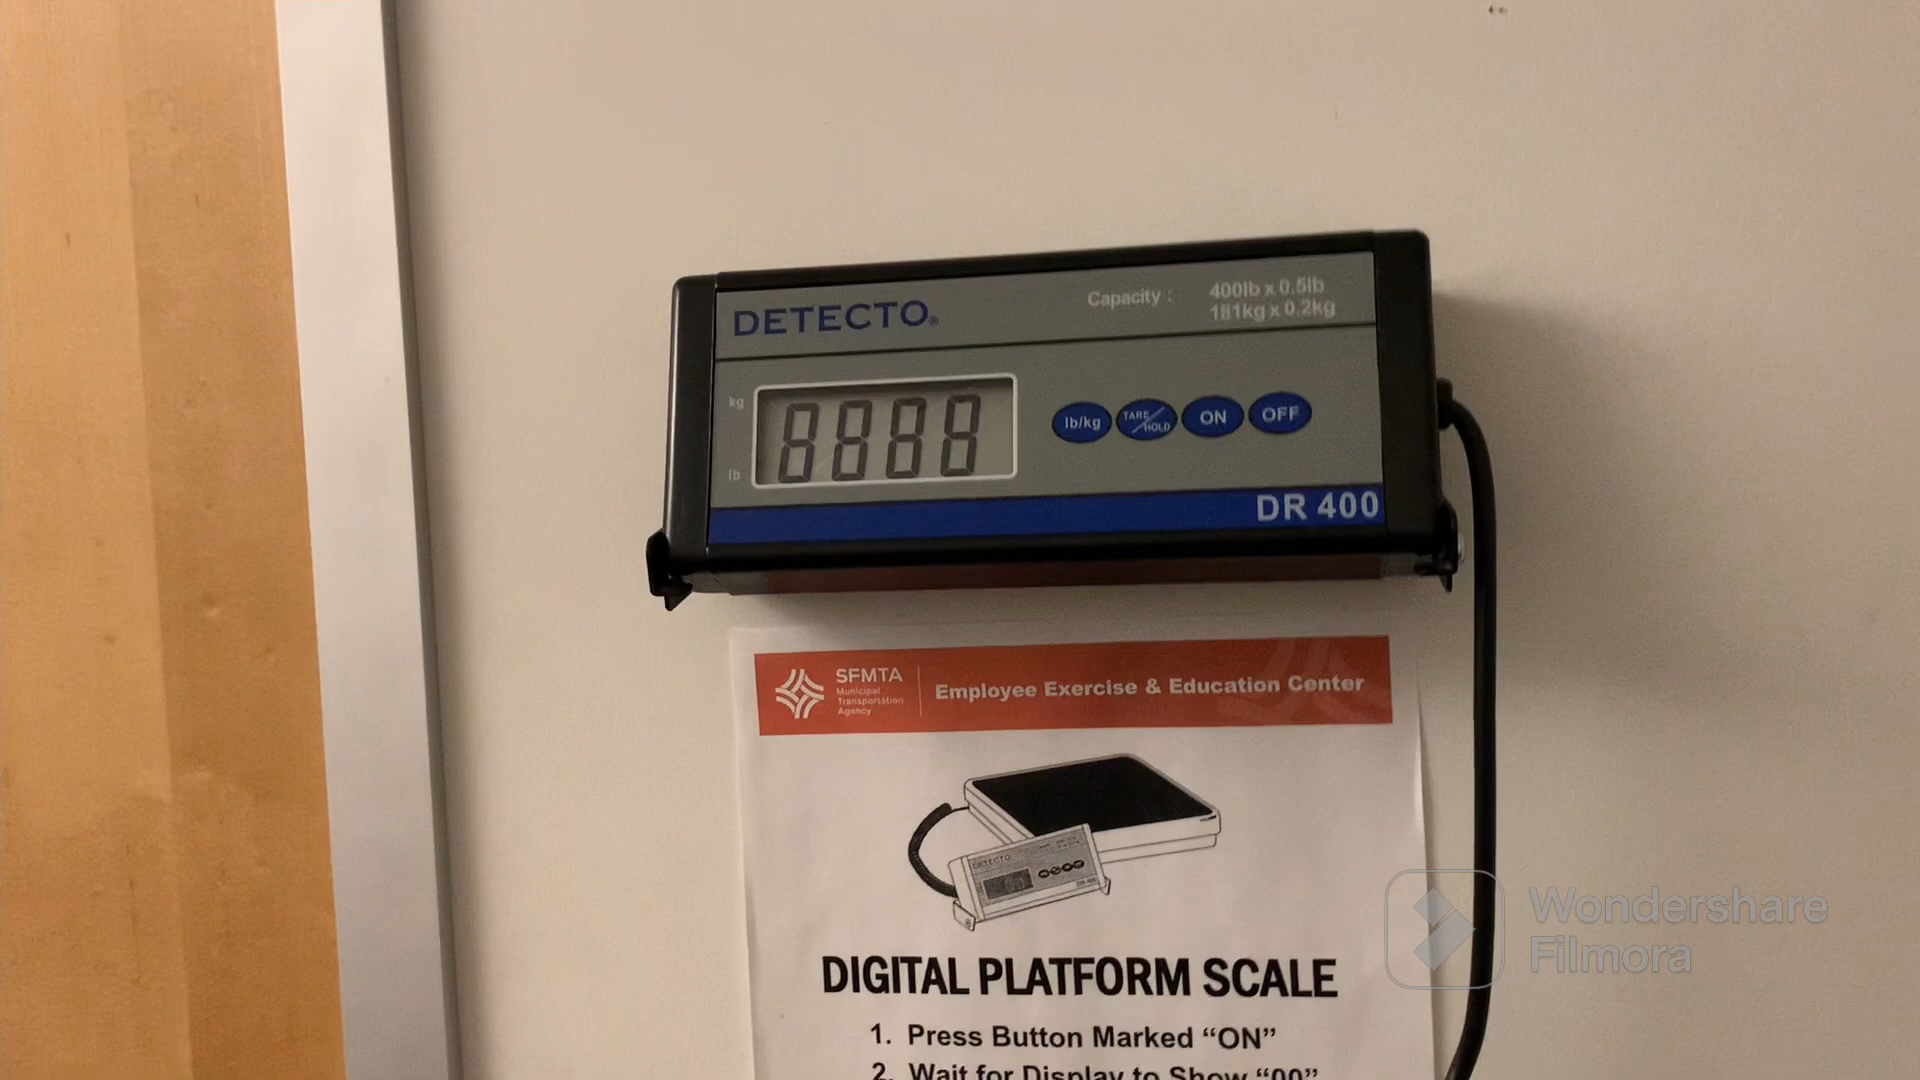 DETECTO®
Capacity : 400lb x 0.5lb
181kg x 0.2kg
kg
lb
8888
lb/kg
TARE/HOLD
ON
OFF
DR 400
SFMTA
Municipal
Transportation
Agency
Employee Exercise & Education Center
DETECTO
DIGITAL PLATFORM SCALE
1. Press Button Marked “ON”
2. Wait for Display to Show “00”
Wondershare
Filmora